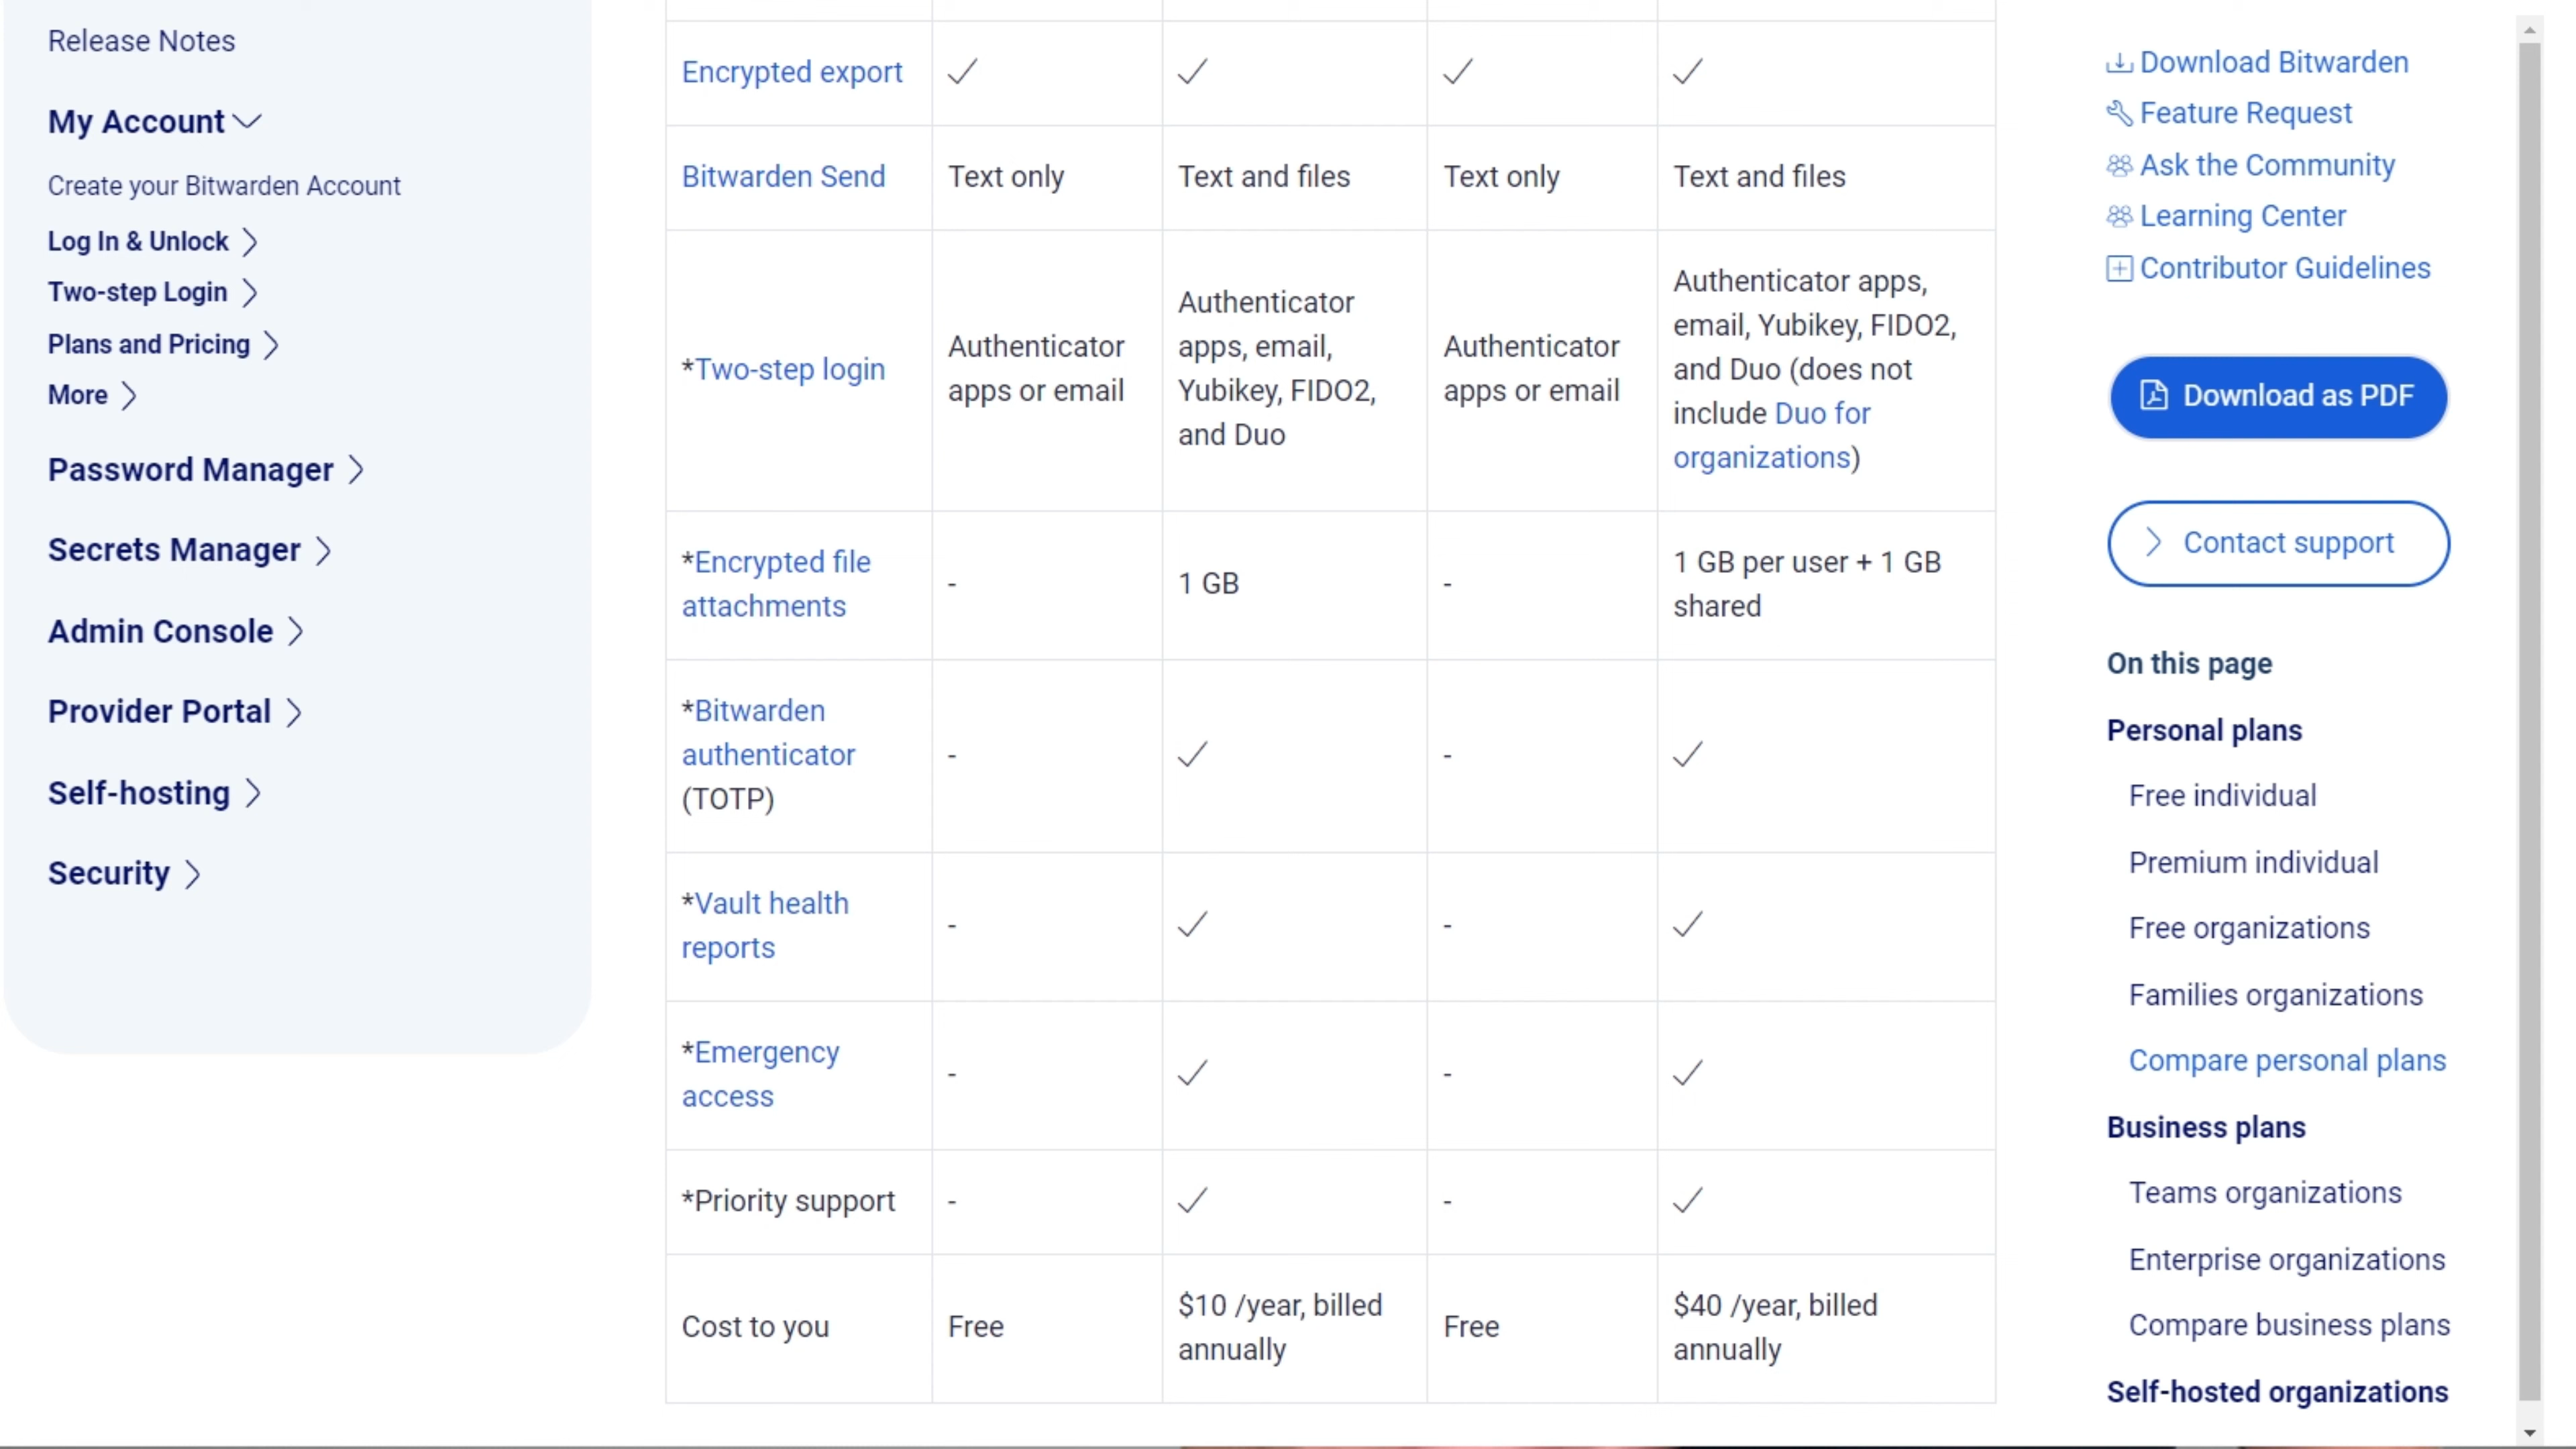 Release Notes
My Account
Create your Bitwarden Account
Log In & Unlock
Two-step Login
Plans and Pricing
More
Password Manager
Secrets Manager
Admin Console
Provider Portal
Self-hosting
Security
Encrypted export
Bitwarden Send
Text only
Text and files
Text only
Text and files
*Two-step login
Authenticator
apps or email
Authenticator
apps, email,
Yubikey, FIDO2,
and Duo
Authenticator
apps or email
Authenticator apps,
email, Yubikey, FIDO2,
and Duo (does not
include Duo for
organizations)
*Encrypted file
attachments
-
1 GB
-
1 GB per user + 1 GB
shared
*Bitwarden
authenticator
(TOTP)
-
-
*Vault health
reports
-
-
*Emergency
access
-
-
*Priority support
-
-
Cost to you
Free
$10 /year, billed
annually
Free
$40 /year, billed
annually
Download Bitwarden
Feature Request
Ask the Community
Learning Center
Contributor Guidelines
Download as PDF
Contact support
On this page
Personal plans
Free individual
Premium individual
Free organizations
Families organizations
Compare personal plans
Business plans
Teams organizations
Enterprise organizations
Compare business plans
Self-hosted organizations